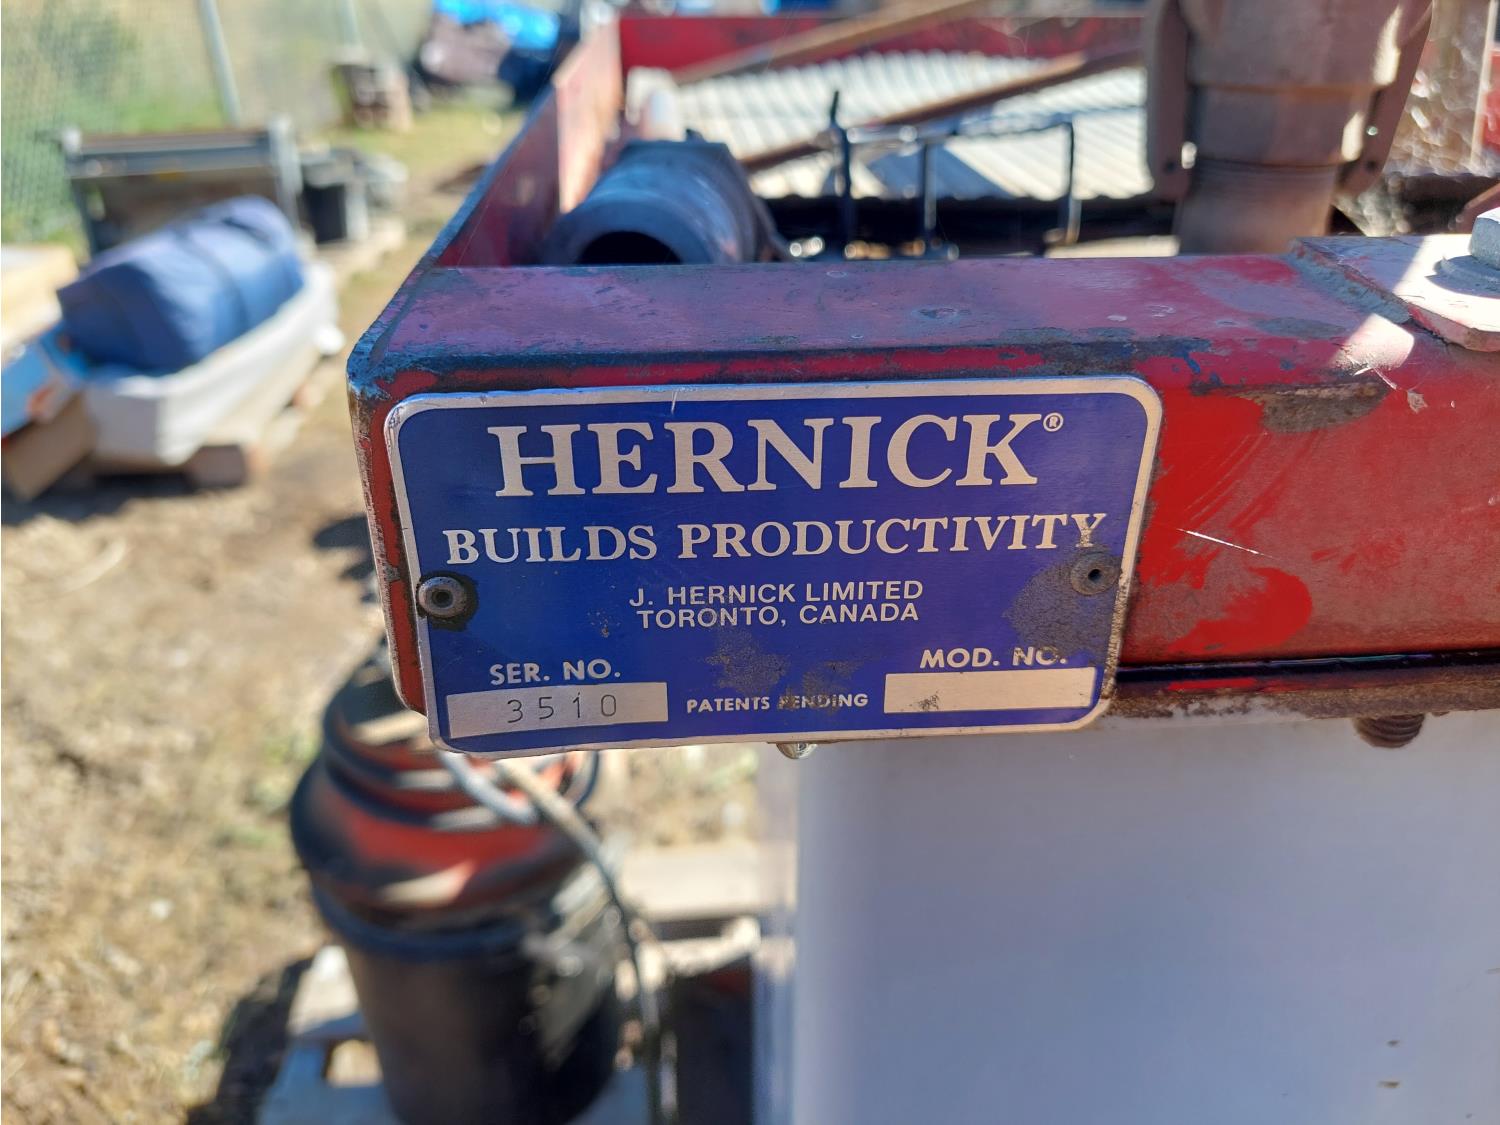 HERNICK®
BUILDS PRODUCTIVITY
J. HERNICK LIMITED
TORONTO, CANADA
SER. NO.
3510
PATENTS PENDING
MOD. NO.